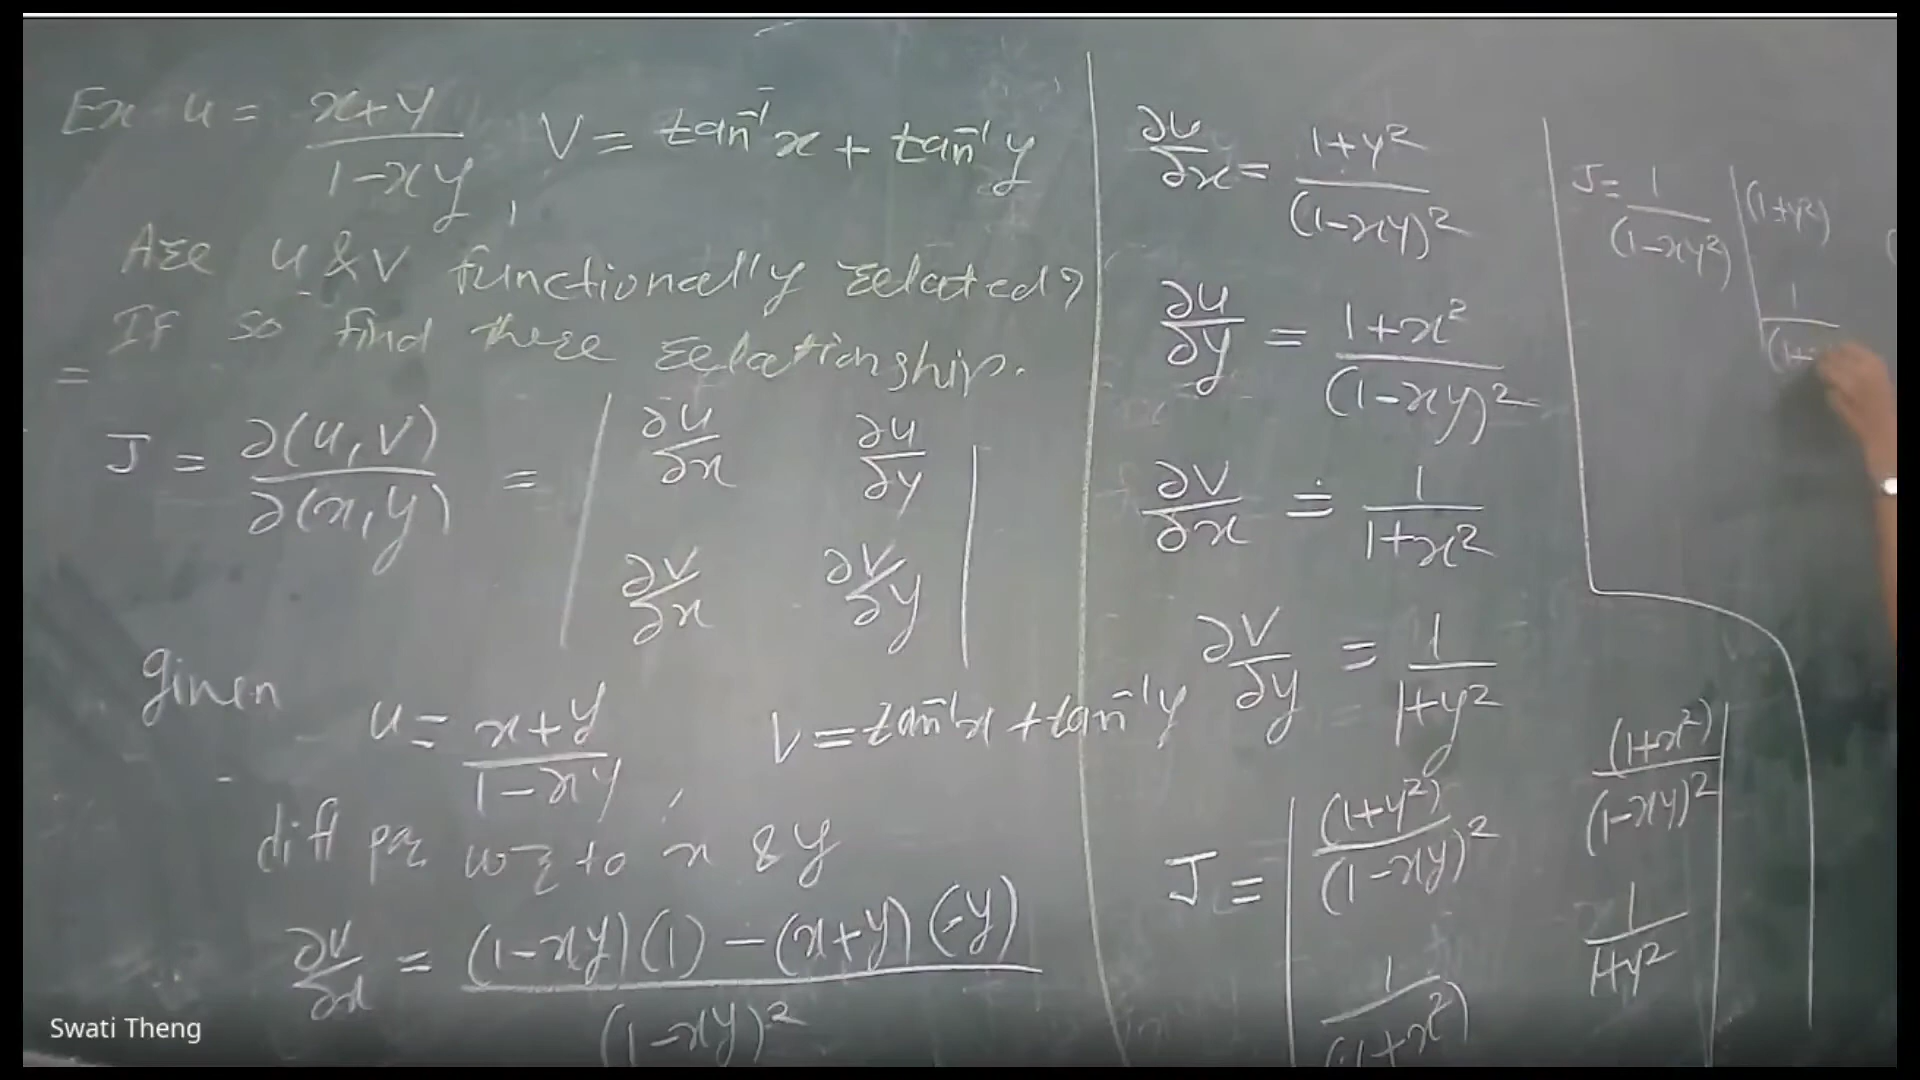 Ex u = x+y / 1-xy , V = tan⁻¹x + tan⁻¹y
Are u & v functionally related?
If so find there relationship.
=
J = ∂(u,v) / ∂(x,y) = | ∂u/∂x ∂u/∂y |
| ∂v/∂x ∂v/∂y |
given u = x+y / 1-xy , V = tan⁻¹x + tan⁻¹y
diff par w.r to x & y
= (1-xy)(1) - (x+y)(-y) / (1-xy)²
∂u/∂x = 1+y² / (1-xy)²
∂u/∂y = 1+x² / (1-xy)²
∂v/∂x = 1 / 1+x²
∂v/∂y = 1 / 1+y²
J = | (1+y²)/(1-xy)² (1+x²)/(1-xy)² |
| 1/(1+x²) 1/1+y² |
J = 1 / (1-xy²) | (1+y²)
1
Swati Theng